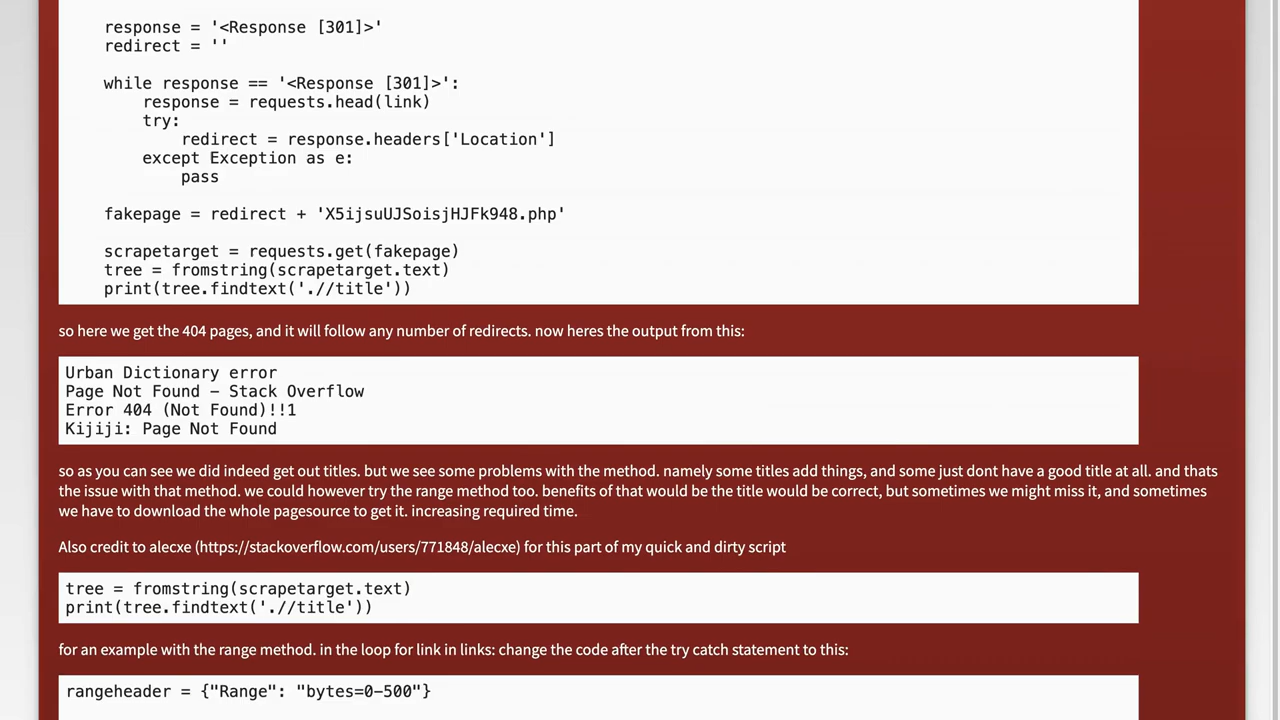 response = '<Response [301]>'
redirect = ''
while response == '<Response [301]>':
response = requests.head(link)
try:
redirect = response.headers['Location']
except Exception as e:
pass
fakepage = redirect + 'X5ijsuUJSoisjHJFk948.php'
scrapetarget = requests.get(fakepage)
tree = fromstring(scrapetarget.text)
print(tree.findtext('.//title'))
so here we get the 404 pages, and it will follow any number of redirects. now heres the output from this:
Urban Dictionary error
Page Not Found - Stack Overflow
Error 404 (Not Found)!!1
Kijiji: Page Not Found
so as you can see we did indeed get out titles. but we see some problems with the method. namely some titles add things, and some just dont have a good title at all. and thats
the issue with that method. we could however try the range method too. benefits of that would be the title would be correct, but sometimes we might miss it, and sometimes
we have to download the whole pagesource to get it. increasing required time.
Also credit to alecxe (https://stackoverflow.com/users/771848/alecxe) for this part of my quick and dirty script
tree = fromstring(scrapetarget.text)
print(tree.findtext('.//title'))
for an example with the range method. in the loop for link in links: change the code after the try catch statement to this:
rangeheader = {"Range": "bytes=0-500"}